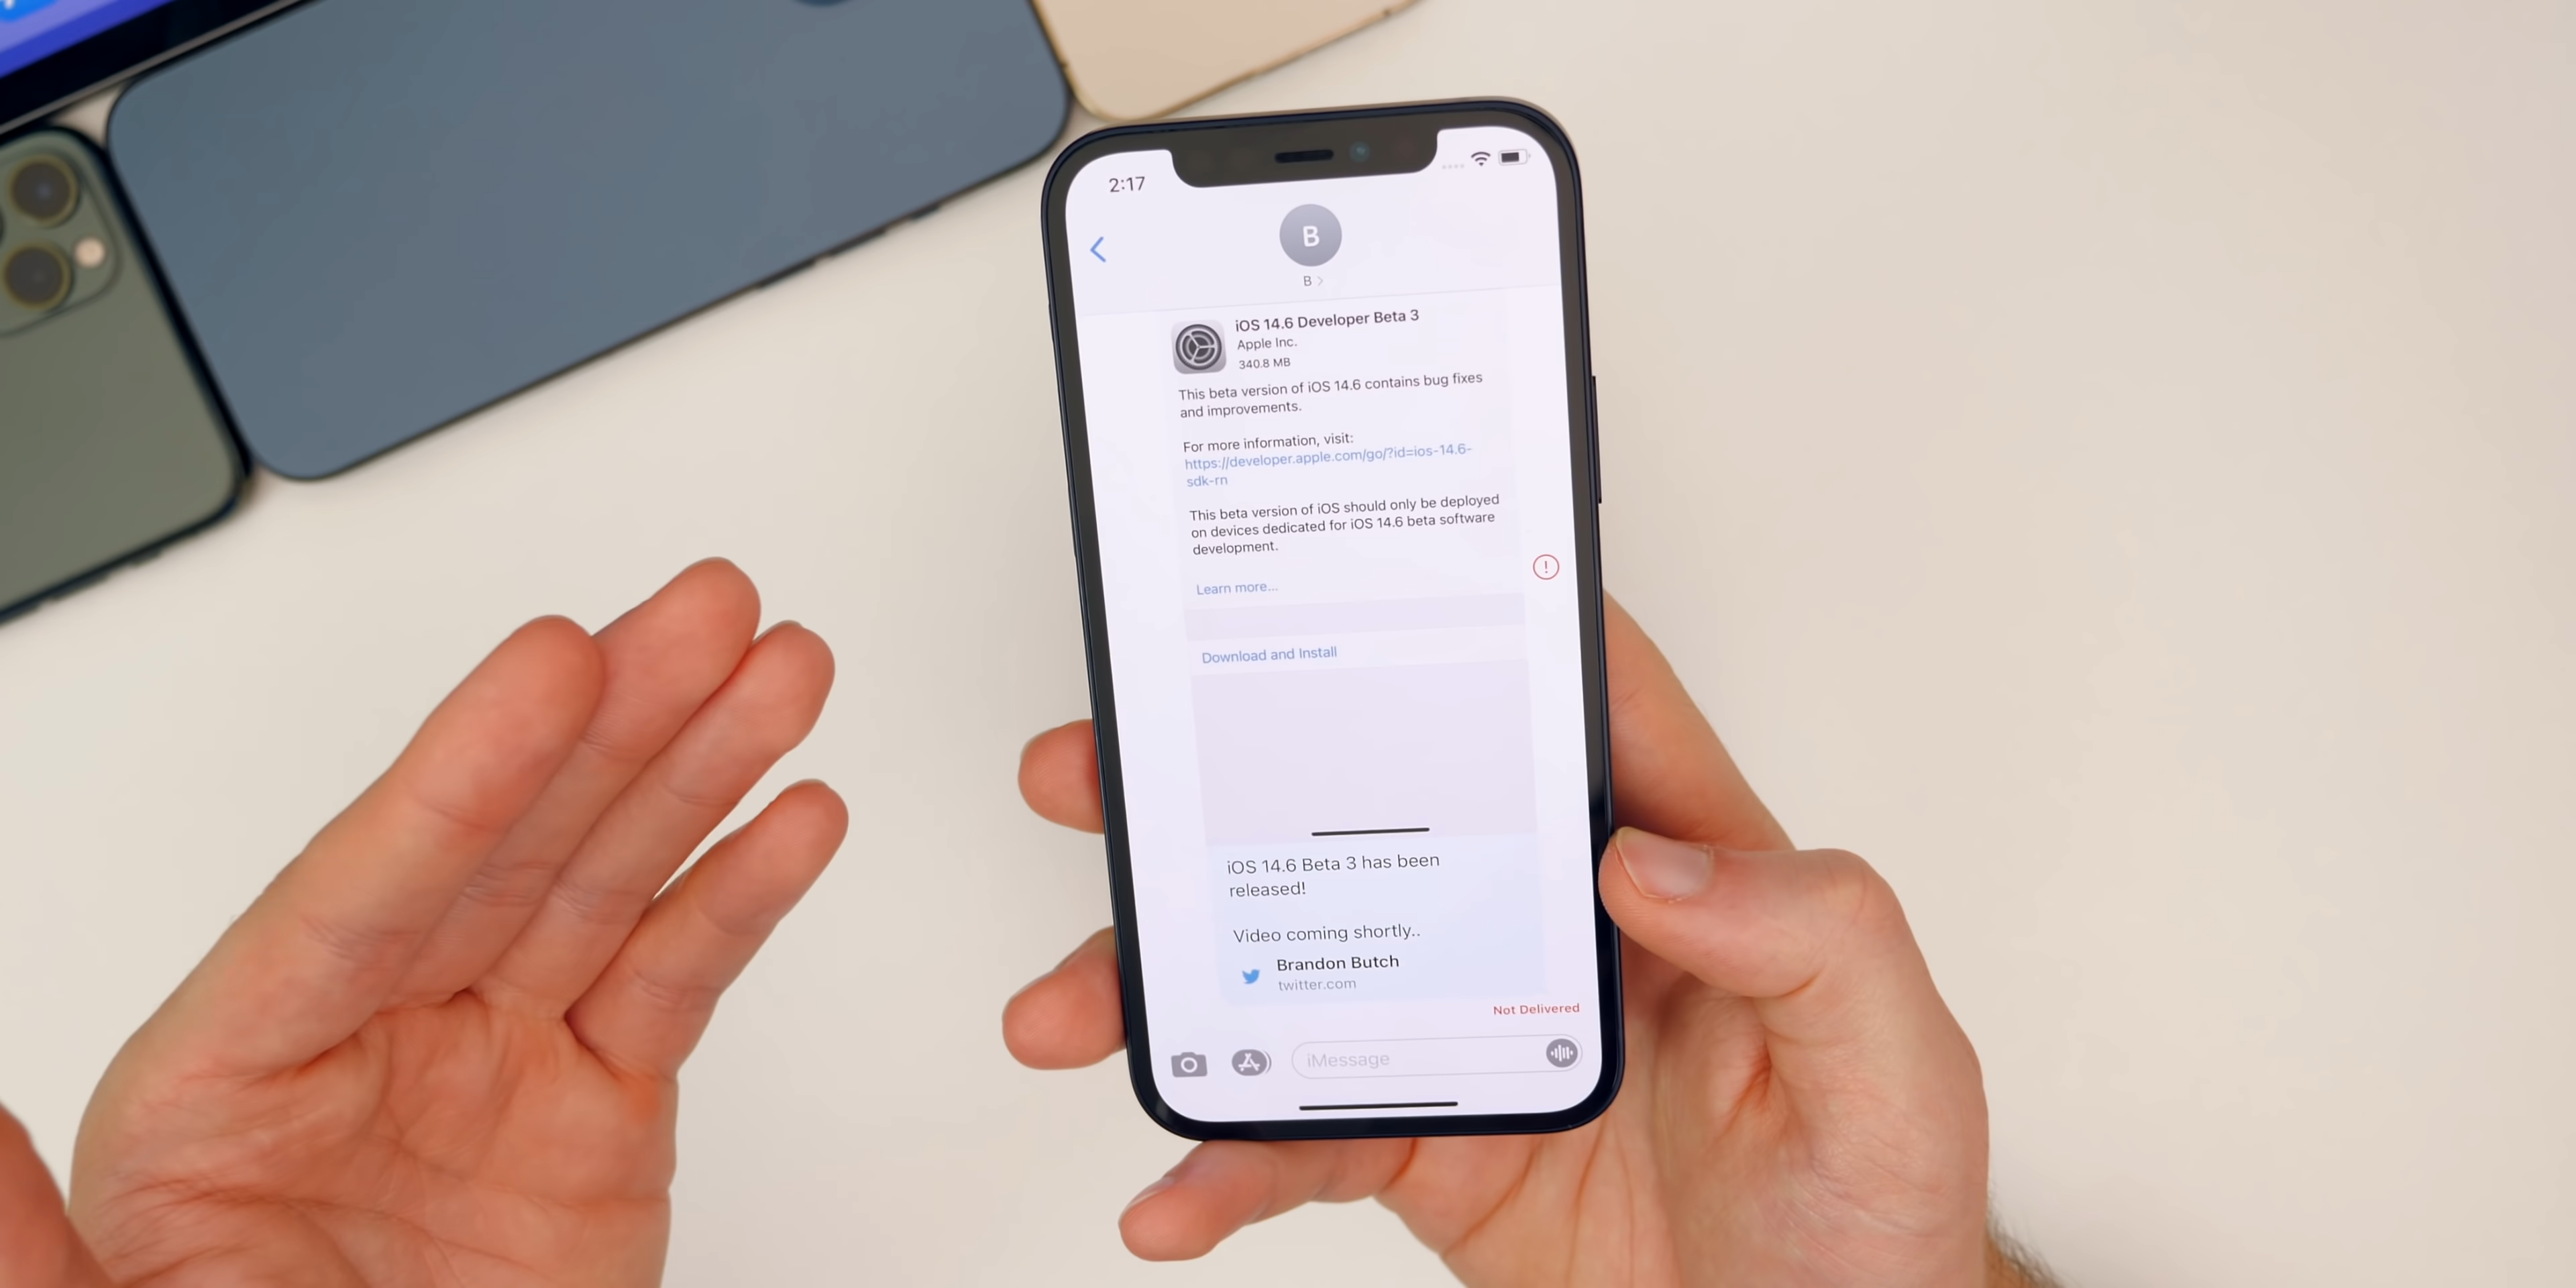 2:17
B
B
iOS 14.6 Developer Beta 3
Apple Inc.
340.8 MB
This beta version of iOS 14.6 contains bug fixes
and improvements.
For more information, visit:
https://developer.apple.com/go/?id=ios-14.6-
sdk-rn
This beta version of iOS should only be deployed
on devices dedicated for iOS 14.6 beta software
development.
Learn more...
Download and Install
iOS 14.6 Beta 3 has been
released!
Video coming shortly..
Brandon Butch
twitter.com
Not Delivered
iMessage